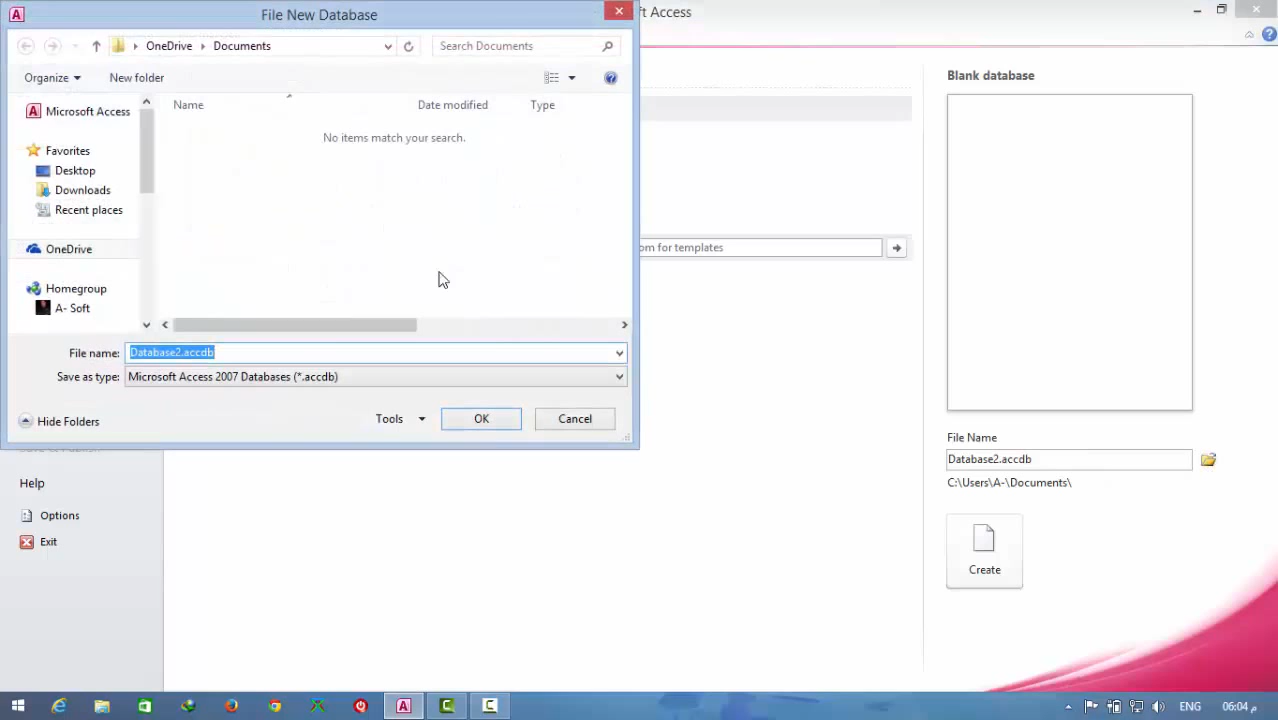 File New Database
ft Access
OneDrive
Documents
Search Documents
Organize
New folder
Name
Date modified
Type
Microsoft Access
No items match your search.
Favorites
Desktop
Downloads
Recent places
OneDrive
Homegroup
A- Soft
File name:
Database2.accdb
Save as type:
Microsoft Access 2007 Databases (*.accdb)
Hide Folders
Tools
OK
Cancel
om for templates
Help
Options
Exit
Blank database
File Name
Database2.accdb
C:\Users\A-\Documents\
Create
ENG
06:04 م